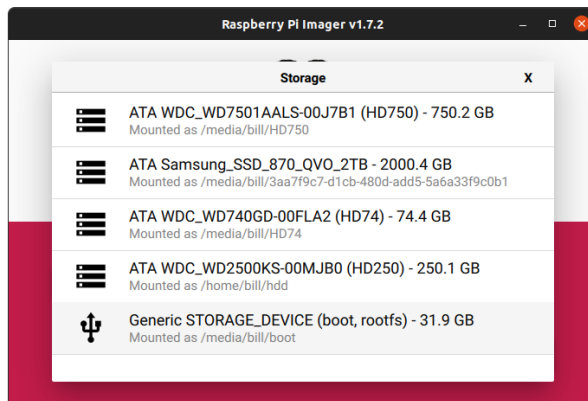 Raspberry Pi Imager v1.7.2
Storage
X
ATA WDC_WD7501AALS-00J7B1 (HD750) - 750.2 GB
Mounted as /media/bill/HD750
ATA Samsung_SSD_870_QVO_2TB - 2000.4 GB
Mounted as /media/bill/3aa7f9c7-d1cb-480d-add5-5a6a33f9c0b1
ATA WDC_WD740GD-00FLA2 (HD74) - 74.4 GB
Mounted as /media/bill/HD74
ATA WDC_WD2500KS-00MJB0 (HD250) - 250.1 GB
Mounted as /home/bill/hdd
Generic STORAGE_DEVICE (boot, rootfs) - 31.9 GB
Mounted as /media/bill/boot